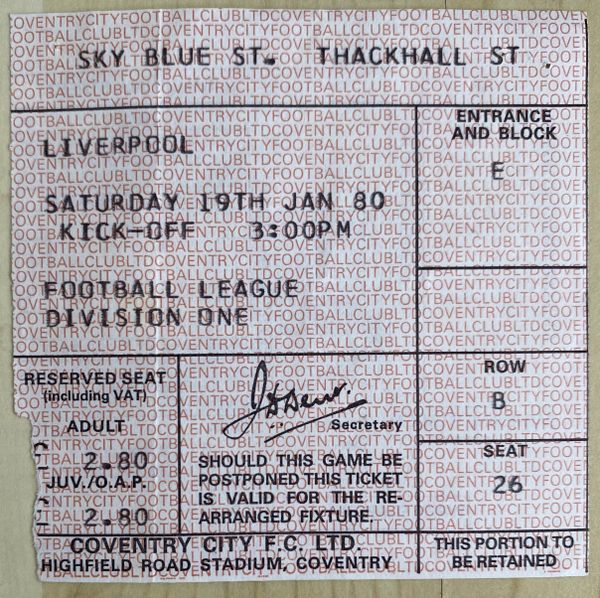 SKY BLUE ST. THACKHALL ST.
LIVERPOOL
SATURDAY 19TH JAN 80
KICK-OFF 3:00PM
FOOTBALL LEAGUE
DIVISION ONE
ENTRANCE
AND BLOCK
E
ROW
B
SEAT
26
RESERVED SEAT
(including VAT)
ADULT
2.80
JUV./O.A.P.
2.80
Secretary
SHOULD THIS GAME BE
POSTPONED THIS TICKET
IS VALID FOR THE RE-
ARRANGED FIXTURE.
COVENTRY CITY F.C. LTD.
HIGHFIELD ROAD STADIUM, COVENTRY
THIS PORTION TO
BE RETAINED